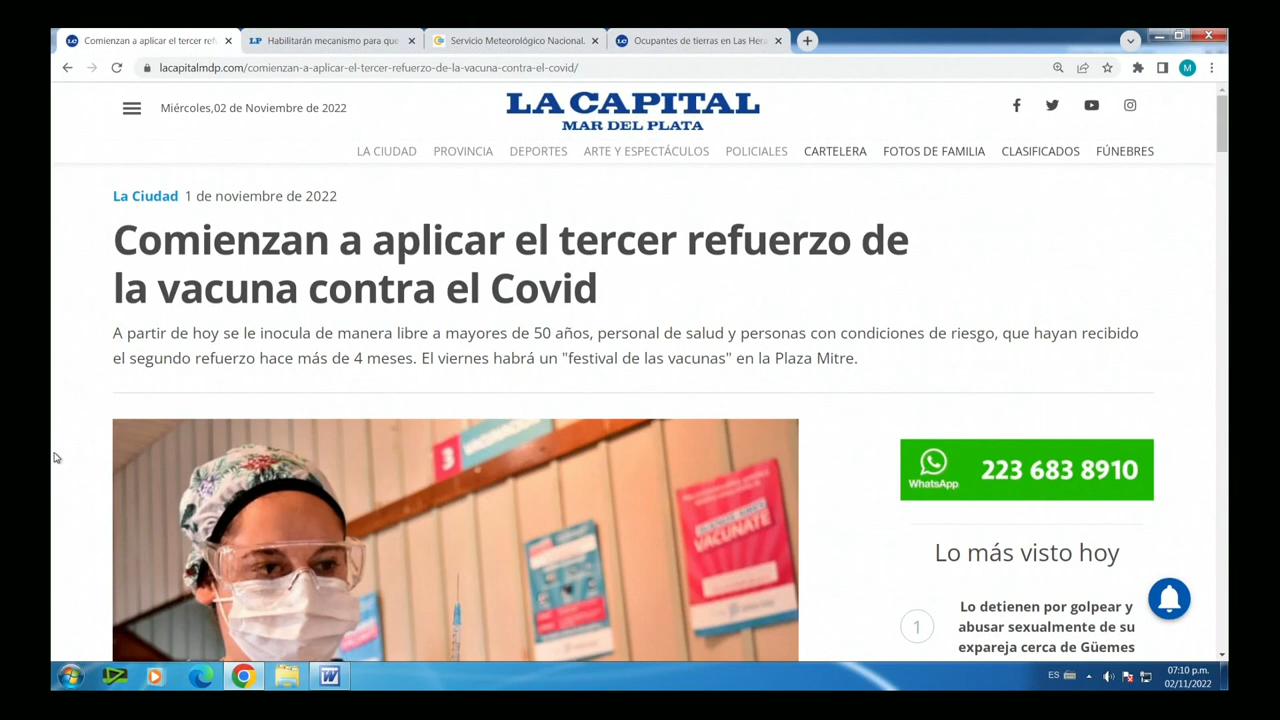 Comienzan a aplicar el tercer ref
Habilitarán mecanismo para que
Servicio Meteorológico Nacional.
Ocupantes de tierras en Las Hera
lacapitalmdp.com/comienzan-a-aplicar-el-tercer-refuerzo-de-la-vacuna-contra-el-covid/
M
Miércoles,02 de Noviembre de 2022
LA CAPITAL
MAR DEL PLATA
LA CIUDAD PROVINCIA DEPORTES ARTE Y ESPECTÁCULOS POLICIALES CARTELERA FOTOS DE FAMILIA CLASIFICADOS FÚNEBRES
La Ciudad 1 de noviembre de 2022
Comienzan a aplicar el tercer refuerzo de
la vacuna contra el Covid
A partir de hoy se le inocula de manera libre a mayores de 50 años, personal de salud y personas con condiciones de riesgo, que hayan recibido
el segundo refuerzo hace más de 4 meses. El viernes habrá un "festival de las vacunas" en la Plaza Mitre.
3
VACUNATE
WhatsApp
223 683 8910
Lo más visto hoy
1
Lo detienen por golpear y
abusar sexualmente de su
expareja cerca de Güemes
ES
07:10 p.m.
02/11/2022